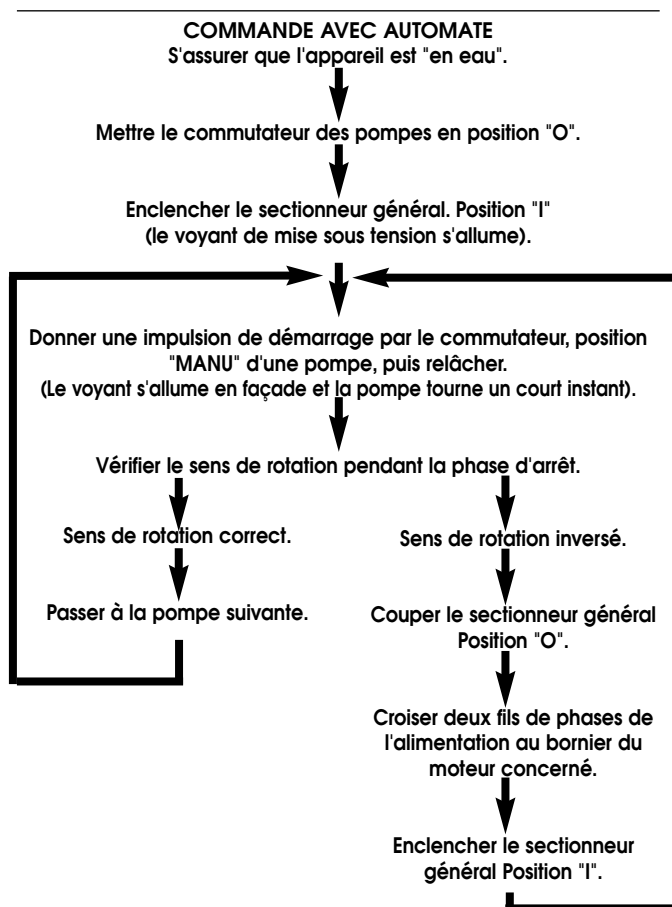 COMMANDE AVEC AUTOMATE
S'assurer que l'appareil est "en eau".
Mettre le commutateur des pompes en position "O".
Enclencher le sectionneur général. Position "I"
(le voyant de mise sous tension s'allume).
Donner une impulsion de démarrage par le commutateur, position
"MANU" d'une pompe, puis relâcher.
(Le voyant s'allume en façade et la pompe tourne un court instant).
Vérifier le sens de rotation pendant la phase d'arrêt.
Sens de rotation correct.
Passer à la pompe suivante.
Sens de rotation inversé.
Couper le sectionneur général
Position "O".
Croiser deux fils de phases de
l'alimentation au bornier du
moteur concerné.
Enclencher le sectionneur
général Position "I".